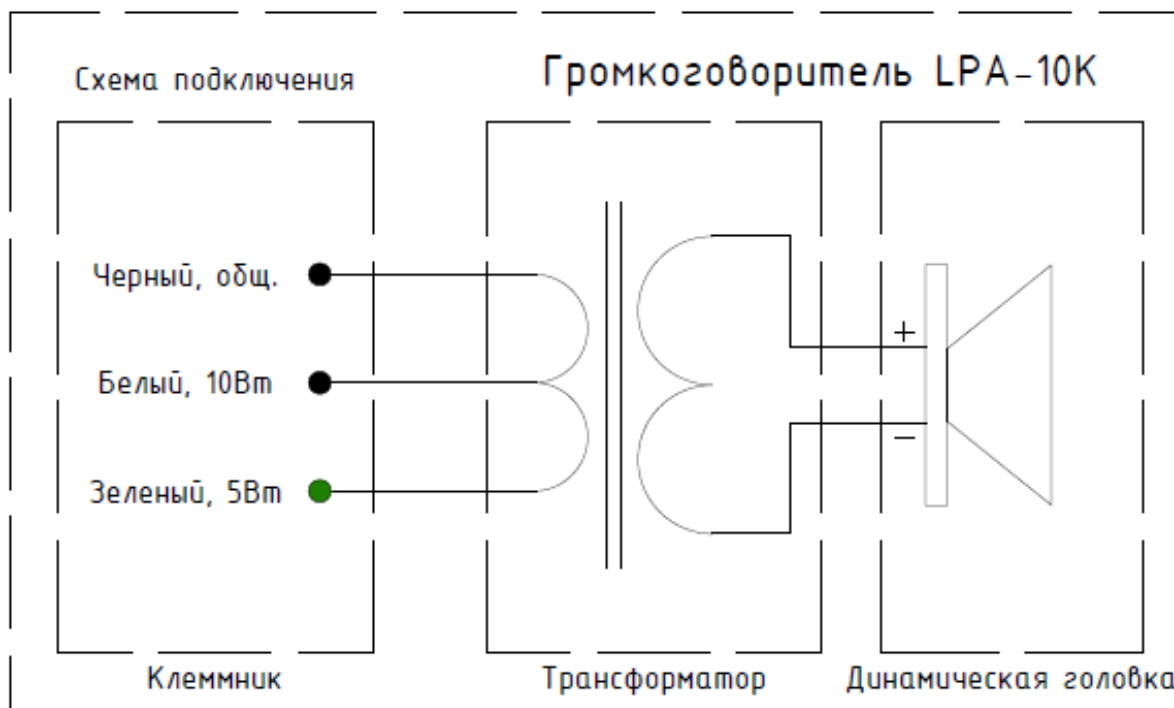 Схема подключения
Громкоговоритель LPA-10K
Черный, общ.
Белый, 10Вт
Зеленый, 5Вт
+
-
Клеммник
Трансформатор
Динамическая головка